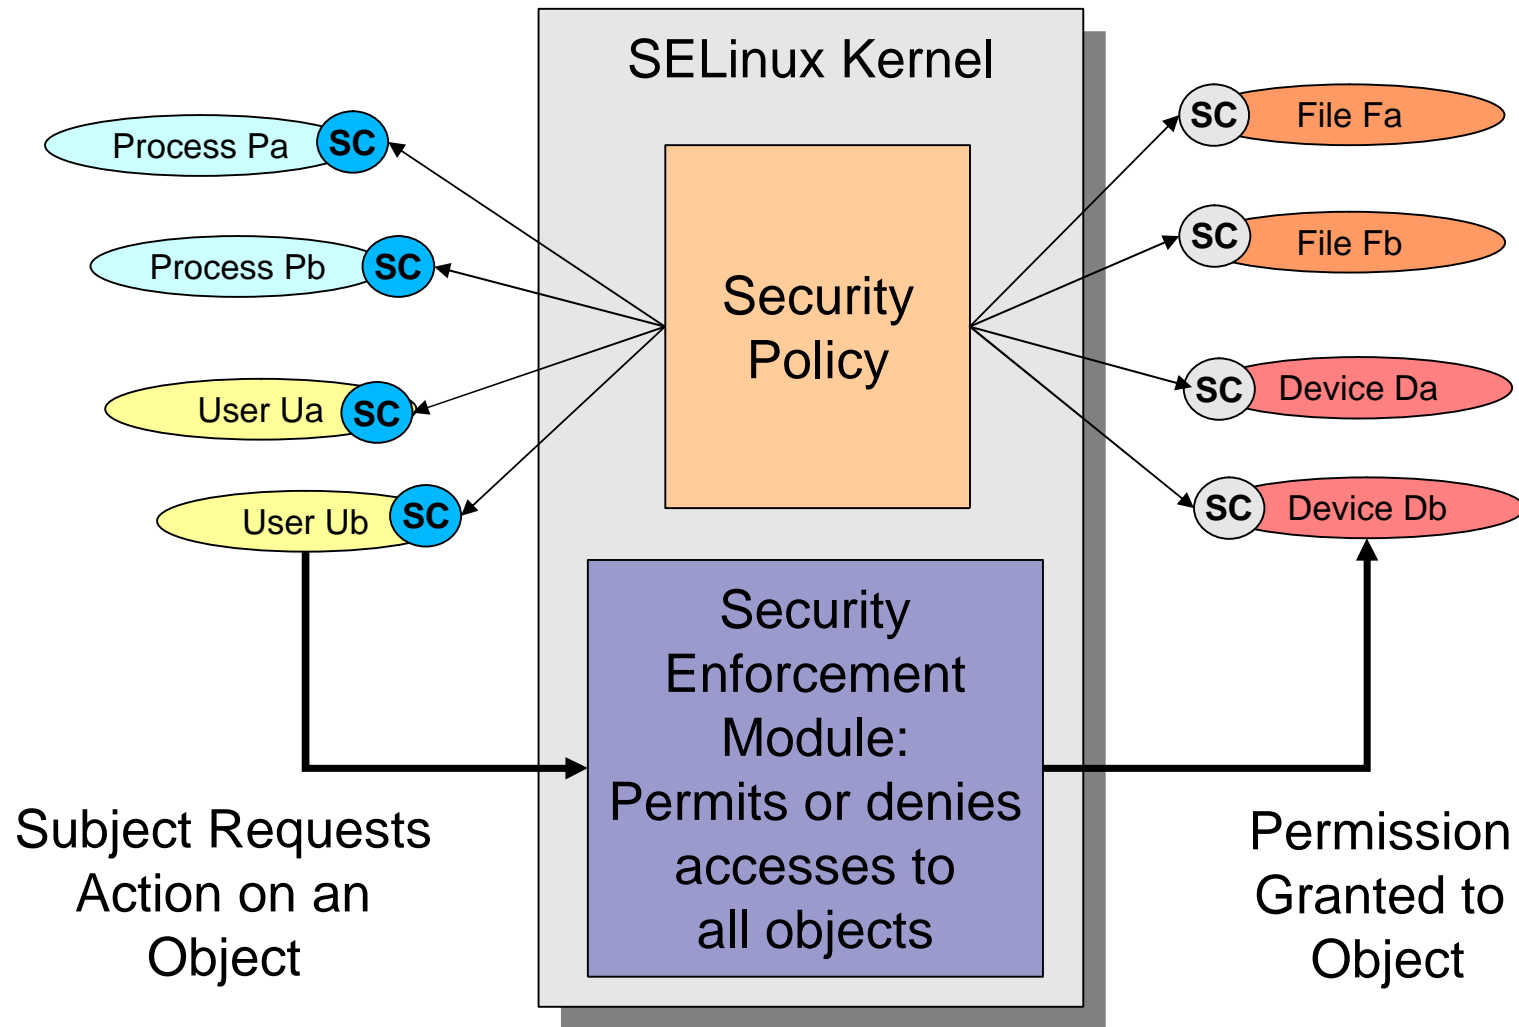 SELinux Kernel
Process Pa
SC
Process Pb
SC
User Ua
SC
User Ub
SC
Security
Policy
SC
File Fa
SC
File Fb
SC
Device Da
SC
Device Db
Security
Enforcement
Module:
Permits or denies
accesses to
all objects
Subject Requests
Action on an
Object
Permission
Granted to
Object